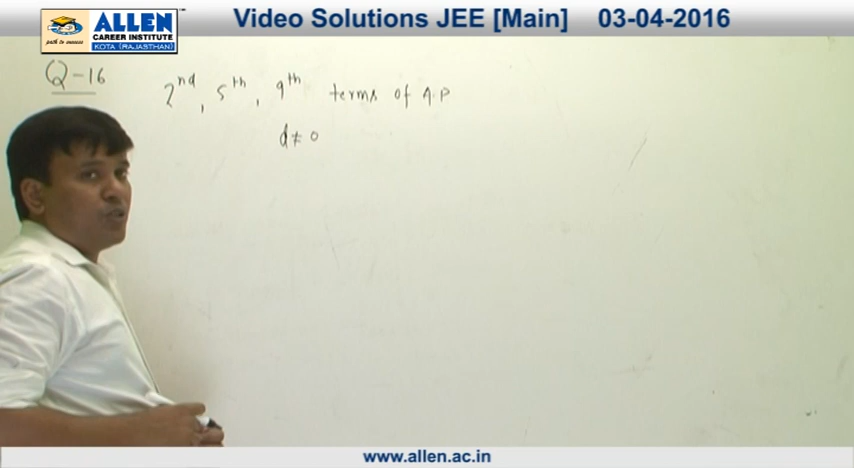 Video Solutions JEE [Main] 03-04-2016
ALLEN
CAREER INSTITUTE
KOTA (RAJASTHAN)
path to success
Q-16
2nd, 5th, 9th terms of A.P
d≠0
www.allen.ac.in